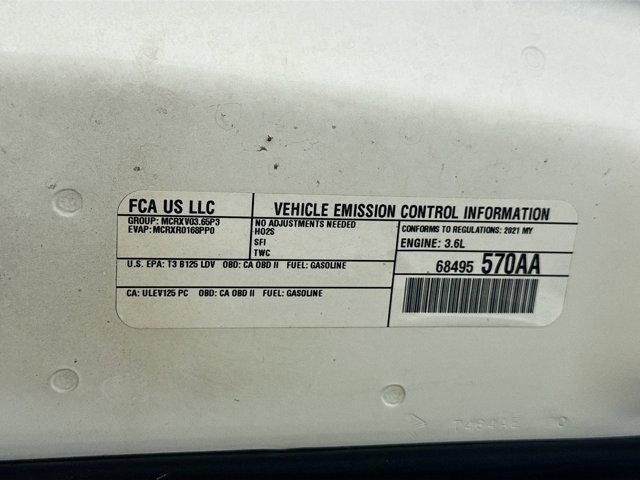 FCA US LLC
GROUP: MCRXV03.65P3
EVAP: MCRXR0168PP0
VEHICLE EMISSION CONTROL INFORMATION
NO ADJUSTMENTS NEEDED
HO2S
SFI
TWC
CONFORMS TO REGULATIONS: 2021 MY
ENGINE: 3.6L
U.S. EPA: T3 B125 LDV OBD: CA OBD II FUEL: GASOLINE
68495 570AA
CA: ULEV125 PC OBD: CA OBD II FUEL: GASOLINE